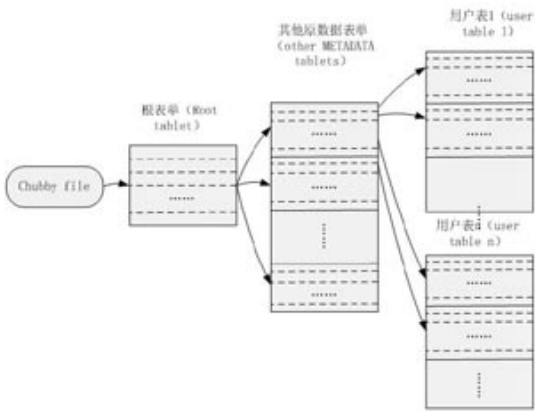 其他原数据表单
(other METADATA
tablets)
用户表1 (user
table 1)
根表单 (Root
tablet)
Chubby file
用户表n (user
table n)
……
……
……
……
……
……
……
……
……